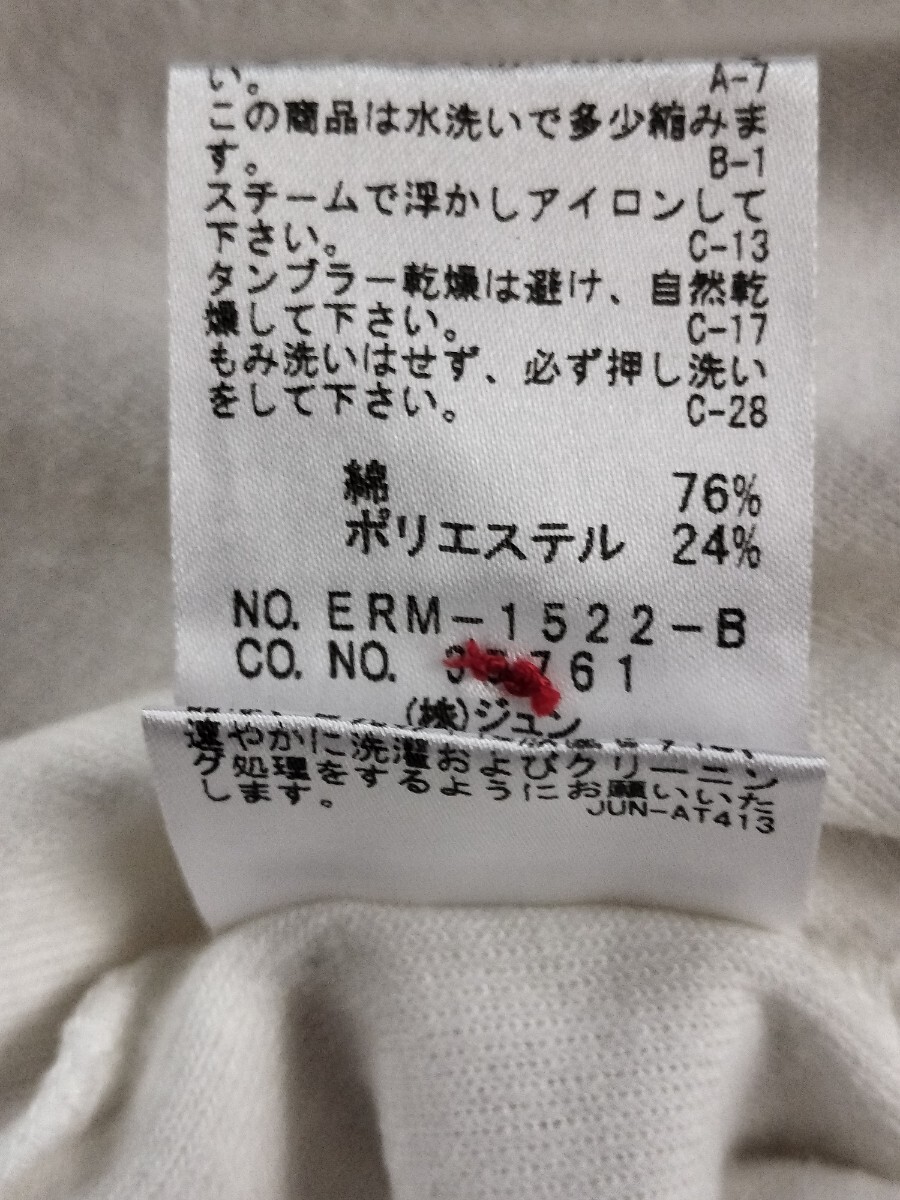 い。 A-7
この商品は水洗いで多少縮みま
す。 B-1
スチームで浮かしアイロンして
下さい。 C-13
タンブラー乾燥は避け、自然乾
燥して下さい。 C-17
もみ洗いはせず、必ず押し洗い
をして下さい。 C-28
綿 76%
ポリエステル 24%
NO. ERM-1522-B
CO. NO. 61
(株)ジュン
速やかに洗濯およびクリーニン
グ処理をするようにお願いいた
します。
JUN-AT413